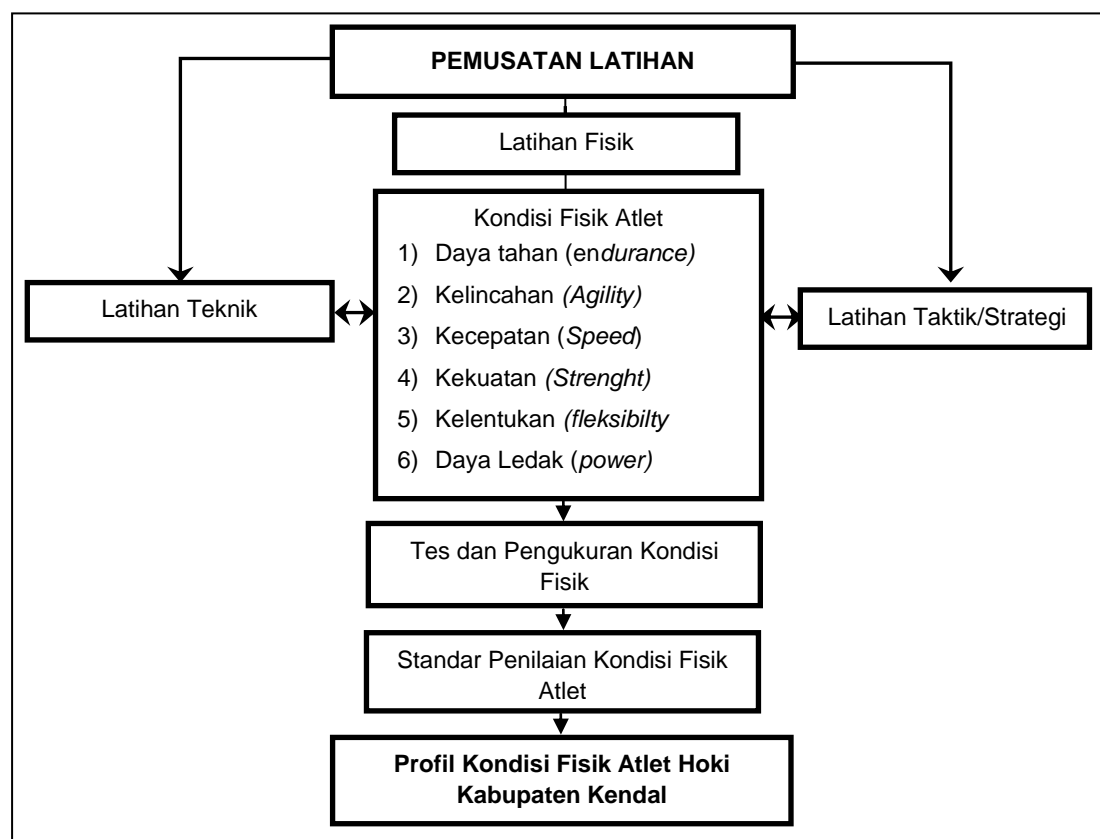 PEMUSATAN LATIHAN
Latihan Fisik
Kondisi Fisik Atlet
1) Daya tahan (endurance)
2) Kelincahan (Agility)
3) Kecepatan (Speed)
4) Kekuatan (Strenght)
5) Kelentukan (fleksibilty
6) Daya Ledak (power)
Latihan Teknik
Latihan Taktik/Strategi
Tes dan Pengukuran Kondisi
Fisik
Standar Penilaian Kondisi Fisik
Atlet
Profil Kondisi Fisik Atlet Hoki
Kabupaten Kendal